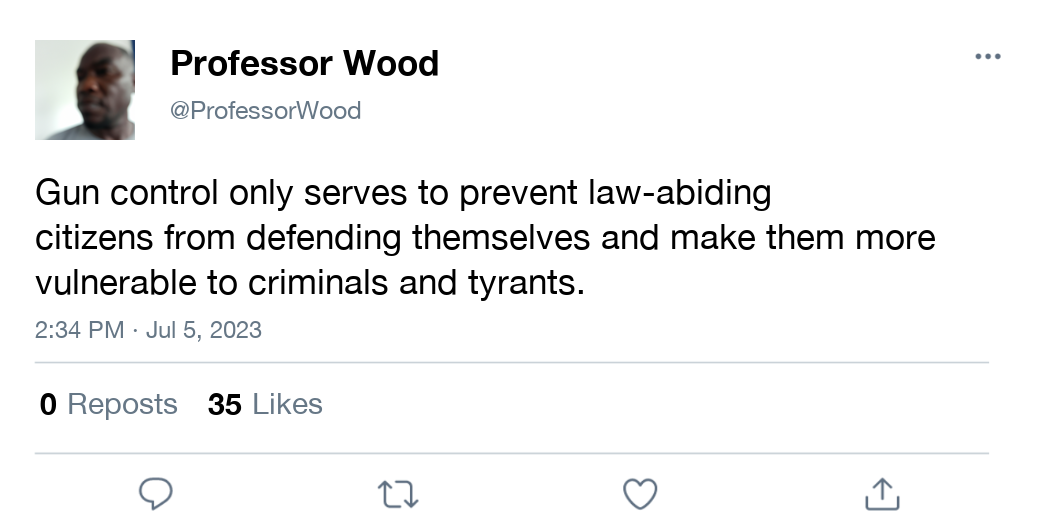 Professor Wood
@ProfessorWood
Gun control only serves to prevent law-abiding
citizens from defending themselves and make them more
vulnerable to criminals and tyrants.
2:34 PM · Jul 5, 2023
0 Reposts 35 Likes